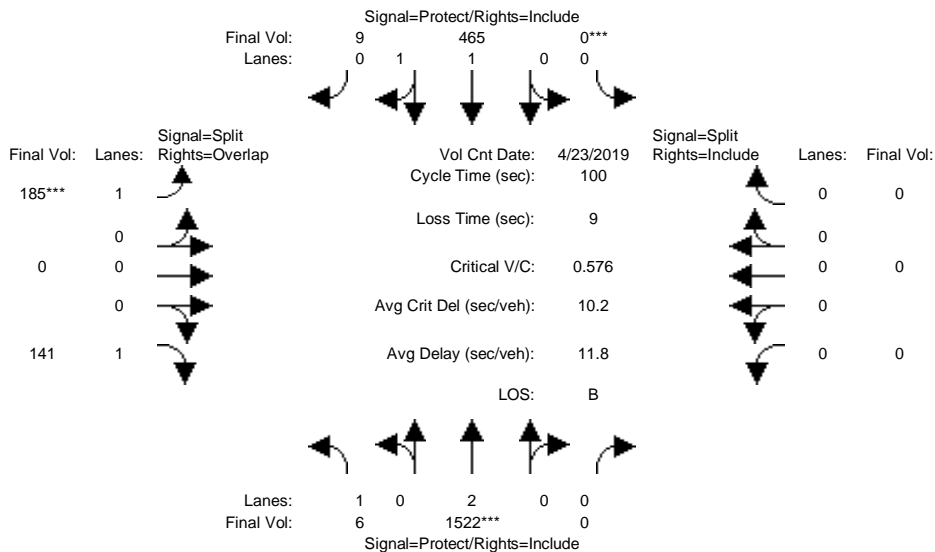 Signal=Protect/Rights=Include
Final Vol: 9 465 0***
Lanes: 0 1 1 0 0
Signal=Split
Final Vol: Lanes: Rights=Overlap
Vol Cnt Date: 4/23/2019
Signal=Split
Rights=Include Lanes: Final Vol:
Cycle Time (sec): 100
185*** 1 0 0
Loss Time (sec): 9
0 0
0 0 Critical V/C: 0.576 0 0
0 Avg Crit Del (sec/veh): 10.2 0
141 1 Avg Delay (sec/veh): 11.8 0 0
LOS: B
Lanes: 1 0 2 0 0
Final Vol: 6 1522*** 0
Signal=Protect/Rights=Include